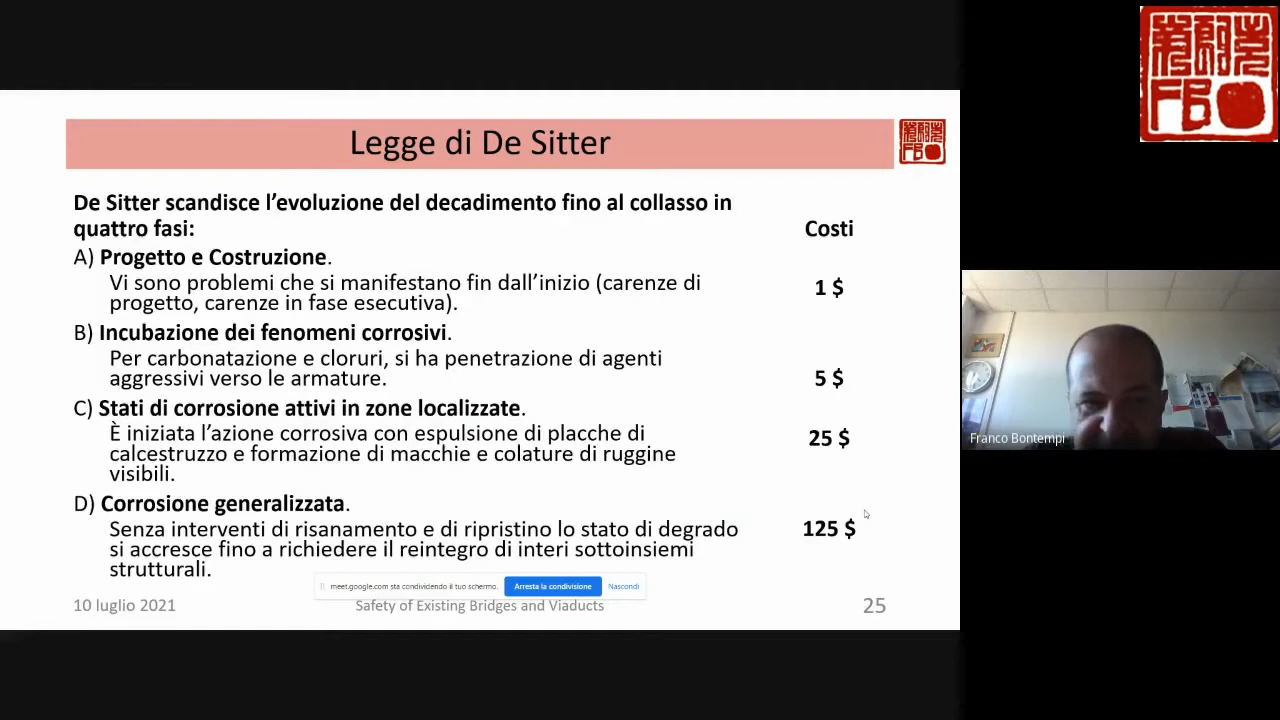 Legge di De Sitter
De Sitter scandisce l’evoluzione del decadimento fino al collasso in
quattro fasi:
Costi
A) Progetto e Costruzione.
Vi sono problemi che si manifestano fin dall’inizio (carenze di
progetto, carenze in fase esecutiva).
1 $
B) Incubazione dei fenomeni corrosivi.
Per carbonatazione e cloruri, si ha penetrazione di agenti
aggressivi verso le armature.
5 $
C) Stati di corrosione attivi in zone localizzate.
È iniziata l’azione corrosiva con espulsione di placche di
calcestruzzo e formazione di macchie e colature di ruggine
visibili.
25 $
D) Corrosione generalizzata.
Senza interventi di risanamento e di ripristino lo stato di degrado
si accresce fino a richiedere il reintegro di interi sottoinsiemi
strutturali.
125 $
meet.google.com sta condividendo il tuo schermo.
Arresta la condivisione
Nascondi
10 luglio 2021
Safety of Existing Bridges and Viaducts
25
Franco Bontempi